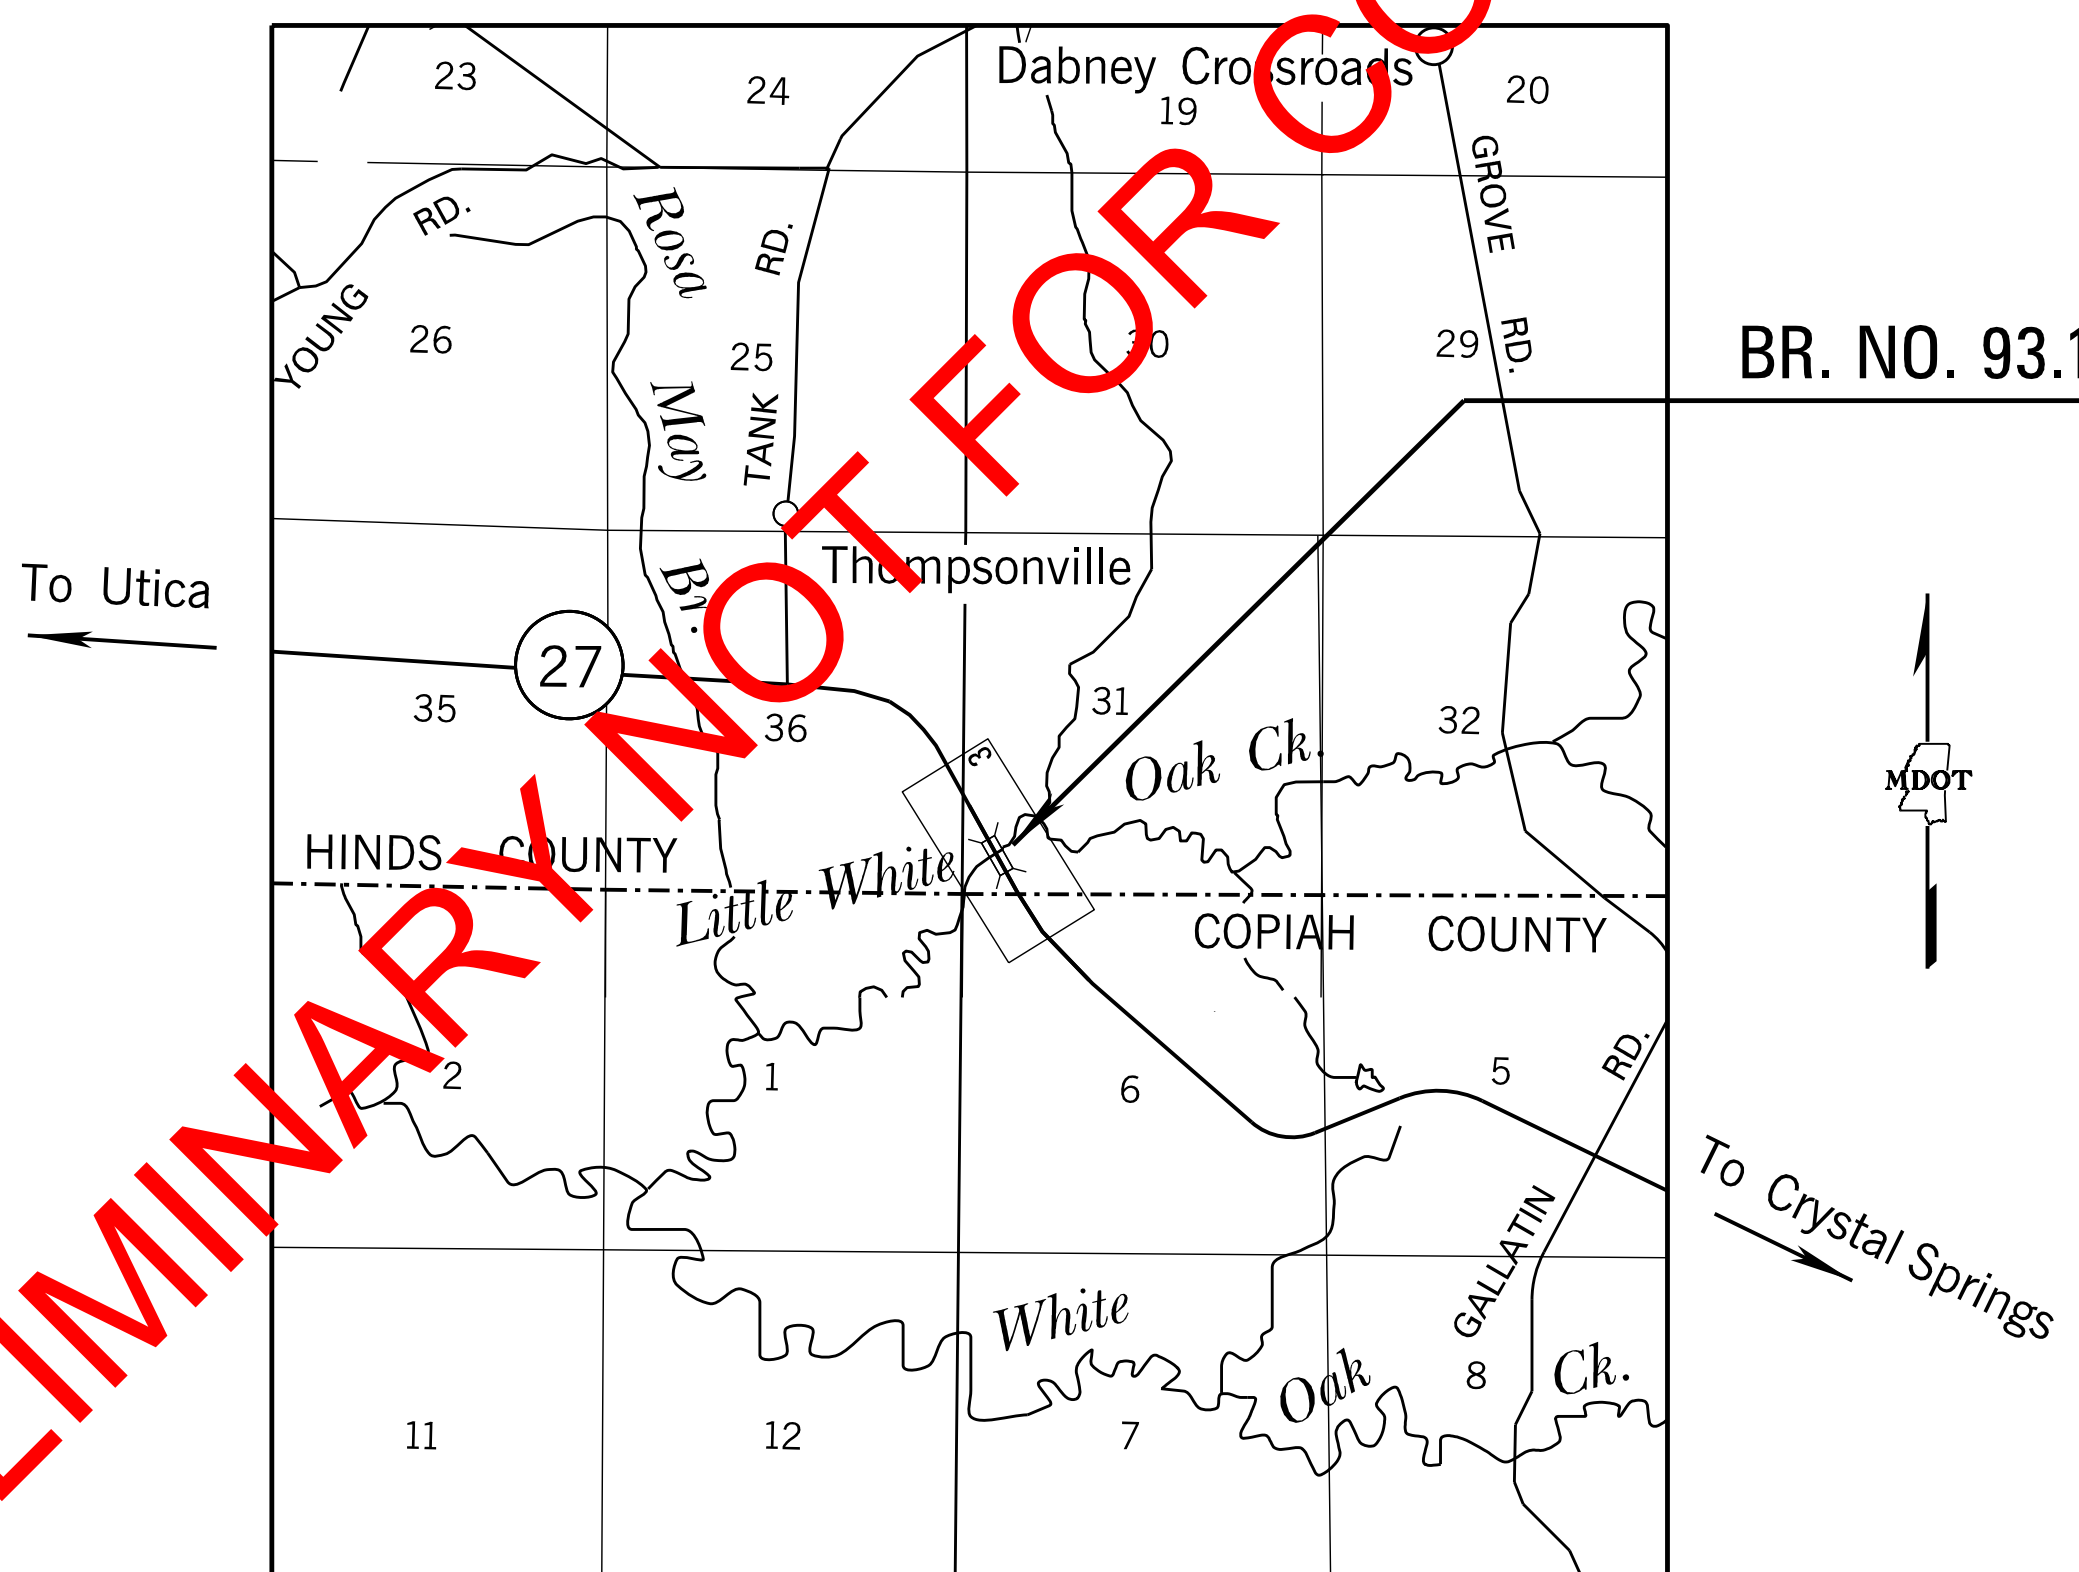 Dabney Crossroads
23
24
19
20
GROVE RD.
YOUNG RD.
Rosa May Br.
TANK RD.
26
25
30
29
BR. NO. 93.1
Thompsonville
To Utica
27
35
36
31
32
3
Oak Ck.
MDOT
HINDS COUNTY
Little White
COPIAH COUNTY
2
1
6
5
GALLATIN RD.
To Crystal Springs
White Oak Ck.
11
12
7
8
LIMINARY NOT FOR CO